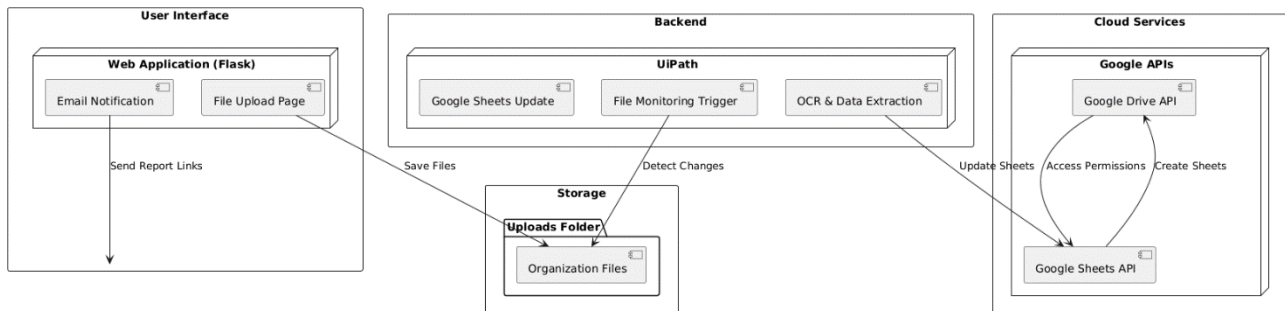 User Interface
Backend
Cloud Services
Web Application (Flask)
UiPath
Google APIs
Email Notification
File Upload Page
Google Sheets Update
File Monitoring Trigger
OCR & Data Extraction
Google Drive API
Send Report Links
Save Files
Detect Changes
Update Sheets
Access Permissions
Create Sheets
Storage
Uploads Folder
Organization Files
Google Sheets API